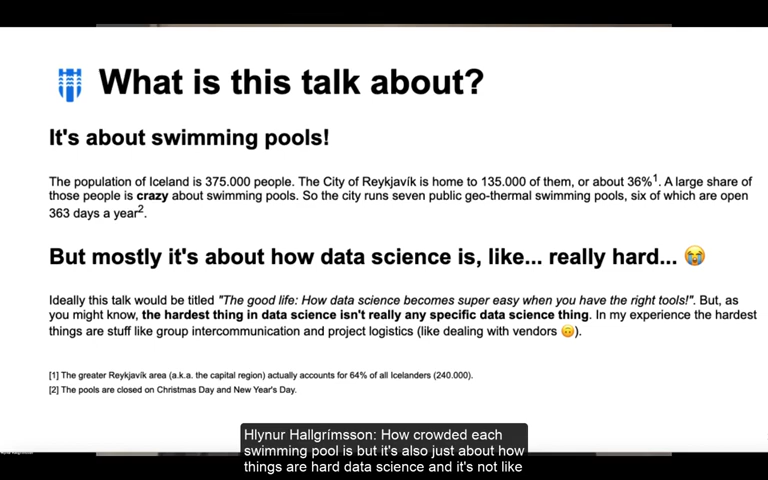 What is this talk about?
It's about swimming pools!
The population of Iceland is 375.000 people. The City of Reykjavík is home to 135.000 of them, or about 36%¹. A large share of
those people is crazy about swimming pools. So the city runs seven public geo-thermal swimming pools, six of which are open
363 days a year².
But mostly it's about how data science is, like... really hard... 😭
Ideally this talk would be titled "The good life: How data science becomes super easy when you have the right tools!". But, as
you might know, the hardest thing in data science isn't really any specific data science thing. In my experience the hardest
things are stuff like group intercommunication and project logistics (like dealing with vendors 🙃).
[1] The greater Reykjavík area (a.k.a. the capital region) actually accounts for 64% of all Icelanders (240.000).
[2] The pools are closed on Christmas Day and New Year's Day.
Hlynur Hallgrímsson: How crowded each
swimming pool is but it's also just about how
things are hard data science and it's not like